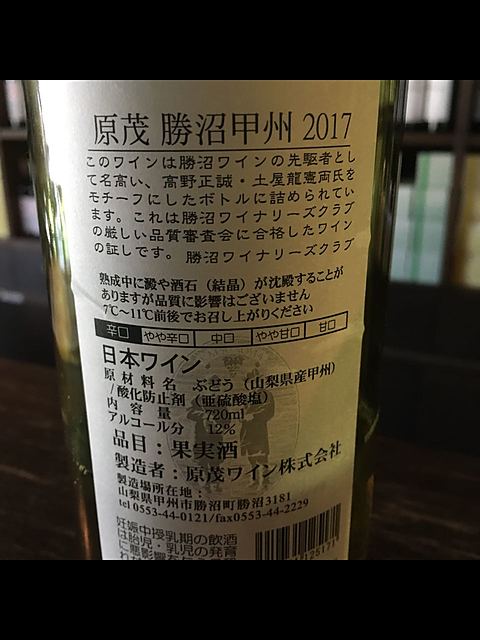 原茂 勝沼甲州 2017
このワインは勝沼ワインの先駆者とし
て名高い、高野正誠・土屋龍憲両氏を
モチーフにしたボトルに詰められてい
ます。これは勝沼ワイナリーズクラブ
の厳しい品質審査会に合格したワイン
の証しです。 勝沼ワイナリーズクラブ
熟成中に澱や酒石（結晶）が沈殿することが
ありますが品質に影響はございません
7℃〜11℃前後でお召し上がりください
辛口 やや辛口 中口 やや甘口 甘口
日本ワイン
原材料名 ぶどう（山梨県産甲州）
/酸化防止剤（亜硫酸塩）
内容量 720ml
アルコール分 12%
品目：果実酒
製造者：原茂ワイン株式会社
製造場所在地：
山梨県甲州市勝沼町勝沼3181
tel 0553-44-0121/fax0553-44-2229
妊娠中授乳期の飲酒
は胎児・乳児の発育
に悪影響